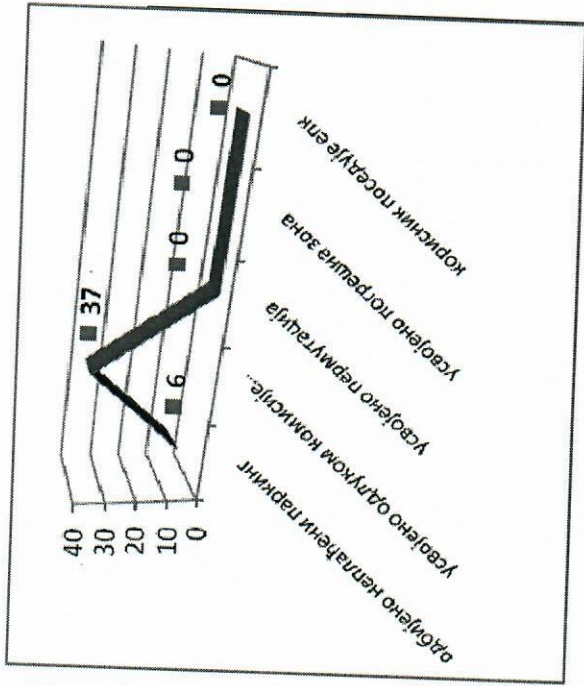 40
30
20
10
0
6
37
0
0
0
одбијено неплаћени паркинг
усвојено одлуком комисије...
усвојено пермутација
усвојено погрешна зона
корисник поседује епк